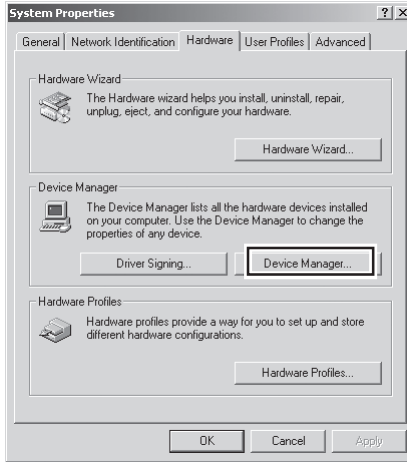 System Properties
? X
General Network Identification Hardware User Profiles Advanced
Hardware Wizard
The Hardware wizard helps you install, uninstall, repair,
unplug, eject, and configure your hardware.
Hardware Wizard...
Device Manager
The Device Manager lists all the hardware devices installed
on your computer. Use the Device Manager to change the
properties of any device.
Driver Signing... Device Manager...
Hardware Profiles
Hardware profiles provide a way for you to set up and store
different hardware configurations.
Hardware Profiles...
OK Cancel Apply